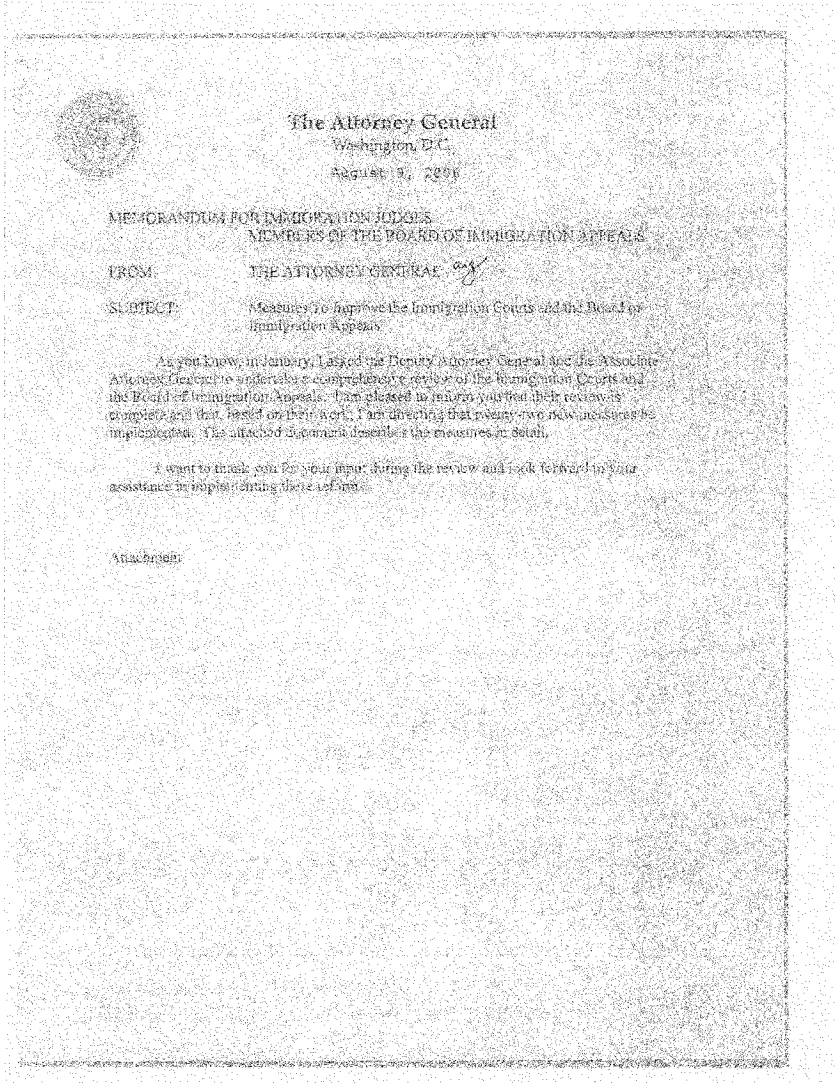 The Attorney General
Washington, D.C.
August 9, 2006
MEMORANDUM FOR IMMIGRATION JUDGES
MEMBERS OF THE BOARD OF IMMIGRATION APPEALS
FROM: THE ATTORNEY GENERAL
SUBJECT: Measures To Improve the Immigration Courts and the Board of
Immigration Appeals
As you know, in January, I asked the Deputy Attorney General and the Associate
Attorney General to undertake a comprehensive review of the Immigration Courts and
the Board of Immigration Appeals. I am pleased to inform you that their review is
complete and that, based on their work, I am directing that twenty-two new measures be
implemented. The attached document describes the measures in detail.
I want to thank you for your input during the review and look forward to your
assistance in implementing these reforms.
Attachment